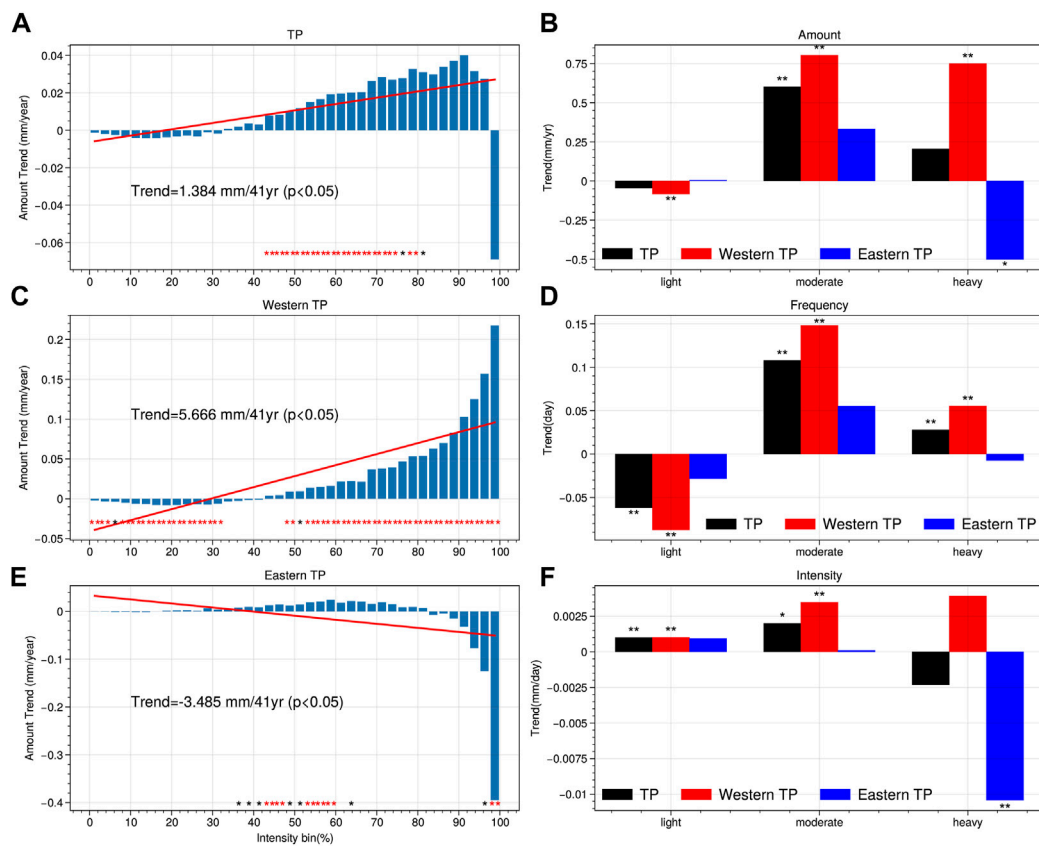 A
TP
Amount Trend (mm/year)
0.04
0.02
0
−0.02
−0.04
−0.06
Trend=1.384 mm/41yr (p<0.05)
********************* * ** *
0 10 20 30 40 50 60 70 80 90 100
B
Amount
Trend(mm/yr)
0.75
0.5
0.25
0
−0.25
−0.5
** ** ** ** *
TP Western TP Eastern TP
light moderate heavy
C
Western TP
Amount Trend (mm/year)
0.2
0.15
0.1
0.05
0
−0.05
Trend=5.666 mm/41yr (p<0.05)
0 10 20 30 40 50 60 70 80 90 100
D
Frequency
Trend(day)
0.15
0.1
0.05
0
−0.05
** ** ** ** ** **
TP Western TP Eastern TP
light moderate heavy
E
Eastern TP
Amount Trend (mm/year)
0
−0.1
−0.2
−0.3
−0.4
Trend=-3.485 mm/41yr (p<0.05)
0 10 20 30 40 50 60 70 80 90 100
Intensity bin(%)
F
Intensity
Trend(mm/day)
0.0025
0
−0.0025
−0.005
−0.0075
−0.01
** ** * ** **
TP Western TP Eastern TP
light moderate heavy